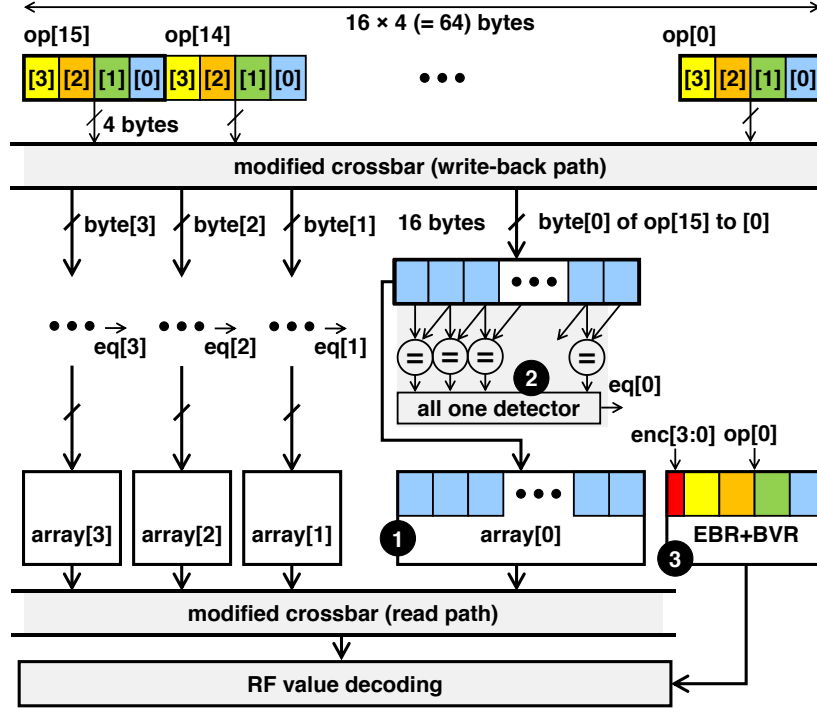 16 × 4 (= 64) bytes
op[15] op[14] op[0]
[3] [2] [1] [0] [3] [2] [1] [0] [3] [2] [1] [0]
4 bytes
modified crossbar (write-back path)
byte[3] byte[2] byte[1] 16 bytes byte[0] of op[15] to [0]
= = = =
eq[3] eq[2] eq[1]
2
eq[0]
all one detector
enc[3:0] op[0]
array[3] array[2] array[1] 1 array[0] EBR+BVR
3
modified crossbar (read path)
RF value decoding